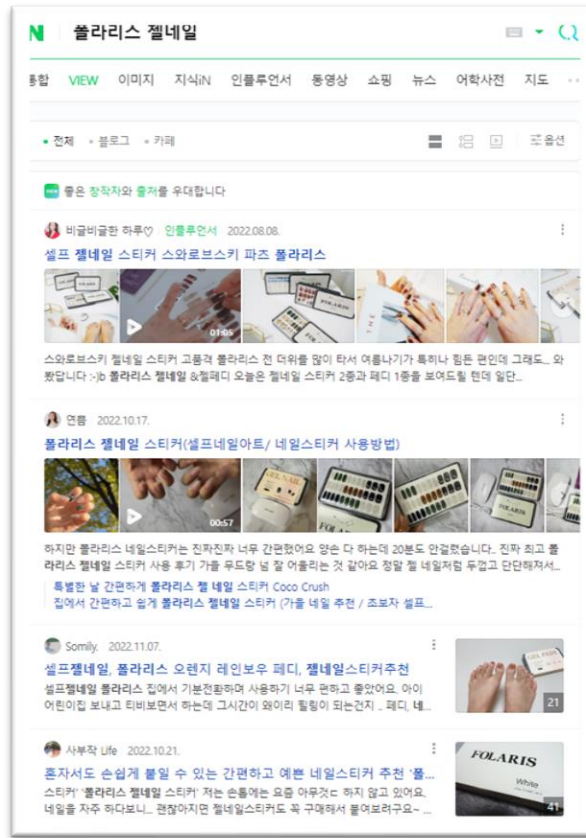 N 폴라리스 젤네일
통합 VIEW 이미지 지식iN 인플루언서 동영상 쇼핑 뉴스 어학사전 지도
전체 블로그 카페 옵션
VIEW 좋은 창작자와 출처를 우대합니다
비글비글한 하루♡ 인플루언서 2022.08.08.
셀프 젤네일 스티커 스와로브스키 파츠 폴라리스
01:05
스와로브스키 젤네일 스티커 고품격 폴라리스 전 더위를 많이 타서 여름나기가 특히나 힘든 편인데 그래도.. 와
봤답니다 :-)b 폴라리스 젤네일 &젤페디 오늘은 젤네일 스티커 2종과 페디 1종을 보여드릴 텐데 일단...
연쁨 2022.10.17.
폴라리스 젤네일 스티커(셀프네일아트/ 네일스티커 사용방법)
00:57
하지만 폴라리스 네일스티커는 진짜진짜 너무 간편했어요 양손 다 하는데 20분도 안걸렸습니다. 진짜 최고 폴
라리스 젤네일 스티커 사용 후기 가을 무드랑 넘 잘 어울리는 것 같아요 정말 젤 네일처럼 두껍고 단단해져서...
특별한 날 간편하게 폴라리스 젤 네일 스티커 Coco Crush
집에서 간편하고 쉽게 폴라리스 젤네일 스티커 (가을 네일 추천 / 초보자 셀프...
Somily. 2022.11.07.
셀프젤네일, 폴라리스 오렌지 레인보우 페디, 젤네일스티커추천
셀프젤네일 폴라리스 집에서 기분전환하며 사용하기 너무 편하고 좋았어요. 아이
어린이집 보내고 티비보면서 하는데 그시간이 왜이리 힐링이 되는건지 .. 페디, 네...
21
사부작 Life 2022.10.21.
혼자서도 손쉽게 붙일 수 있는 간편하고 예쁜 네일스티커 추천 '폴...
스티커' '폴라리스 젤네일 스티커' 저는 손톱에는 요즘 아무것ㄷ 하지 않고 있어요.
네일을 자주 하다보니... 괜찮아지면 젤네일스티커도 꼭 구매해서 붙여보려구요~ ...
FOLARIS
White
41